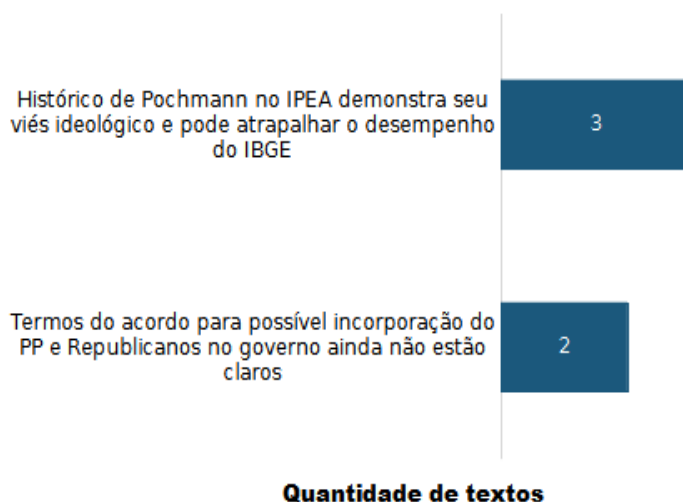 Histórico de Pochmann no IPEA demonstra seu
viés ideológico e pode atrapalhar o desempenho
do IBGE
3
Termos do acordo para possível incorporação do
PP e Republicanos no governo ainda não estão
claros
2
Quantidade de textos